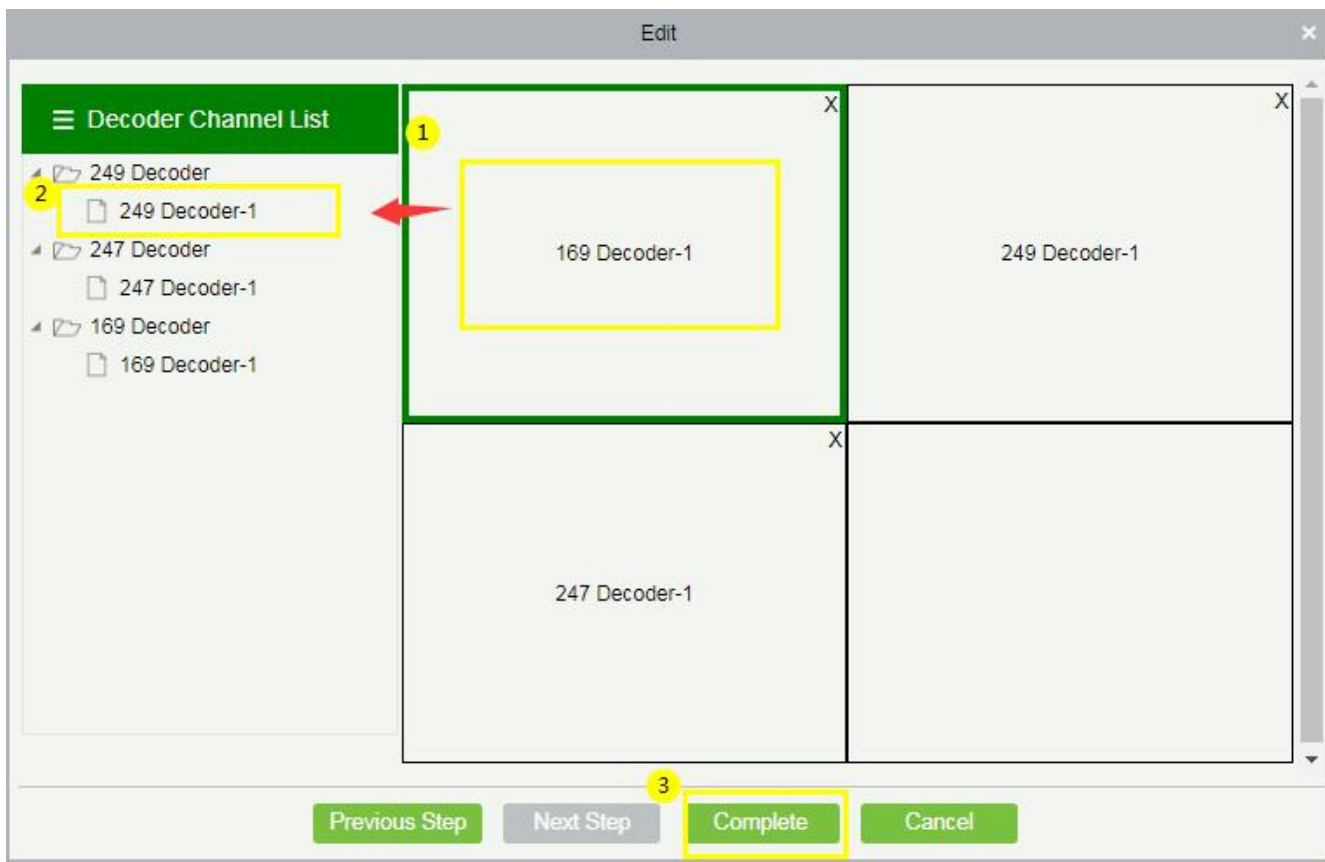 Edit
×
☰ Decoder Channel List
249 Decoder
2
249 Decoder-1
247 Decoder
247 Decoder-1
169 Decoder
169 Decoder-1
1
X
169 Decoder-1
X
249 Decoder-1
X
247 Decoder-1
3
Previous Step
Next Step
Complete
Cancel